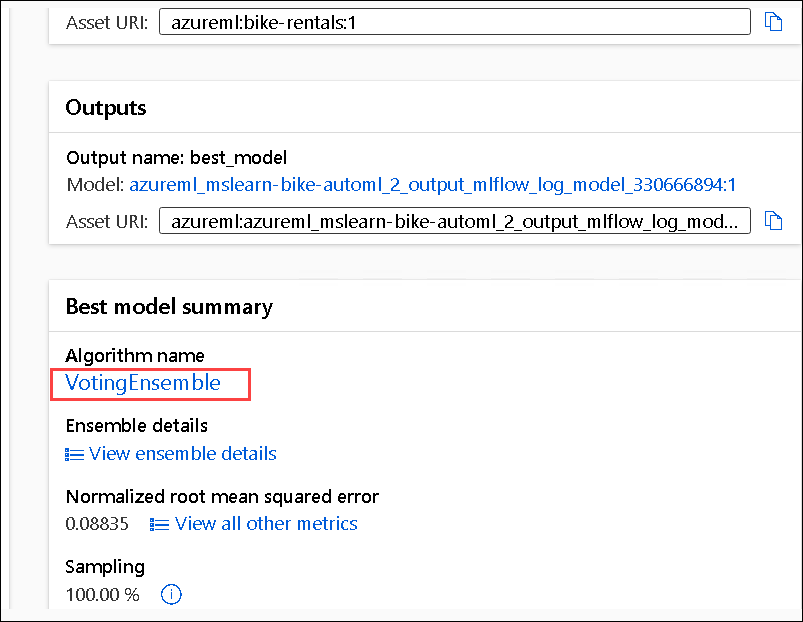 Asset URI: azureml:bike-rentals:1
Outputs
Output name: best_model
Model: azureml_mslearn-bike-automl_2_output_mlflow_log_model_330666894:1
Asset URI: azureml:azureml_mslearn-bike-automl_2_output_mlflow_log_mod...
Best model summary
Algorithm name
VotingEnsemble
Ensemble details
View ensemble details
Normalized root mean squared error
0.08835 View all other metrics
Sampling
100.00 %